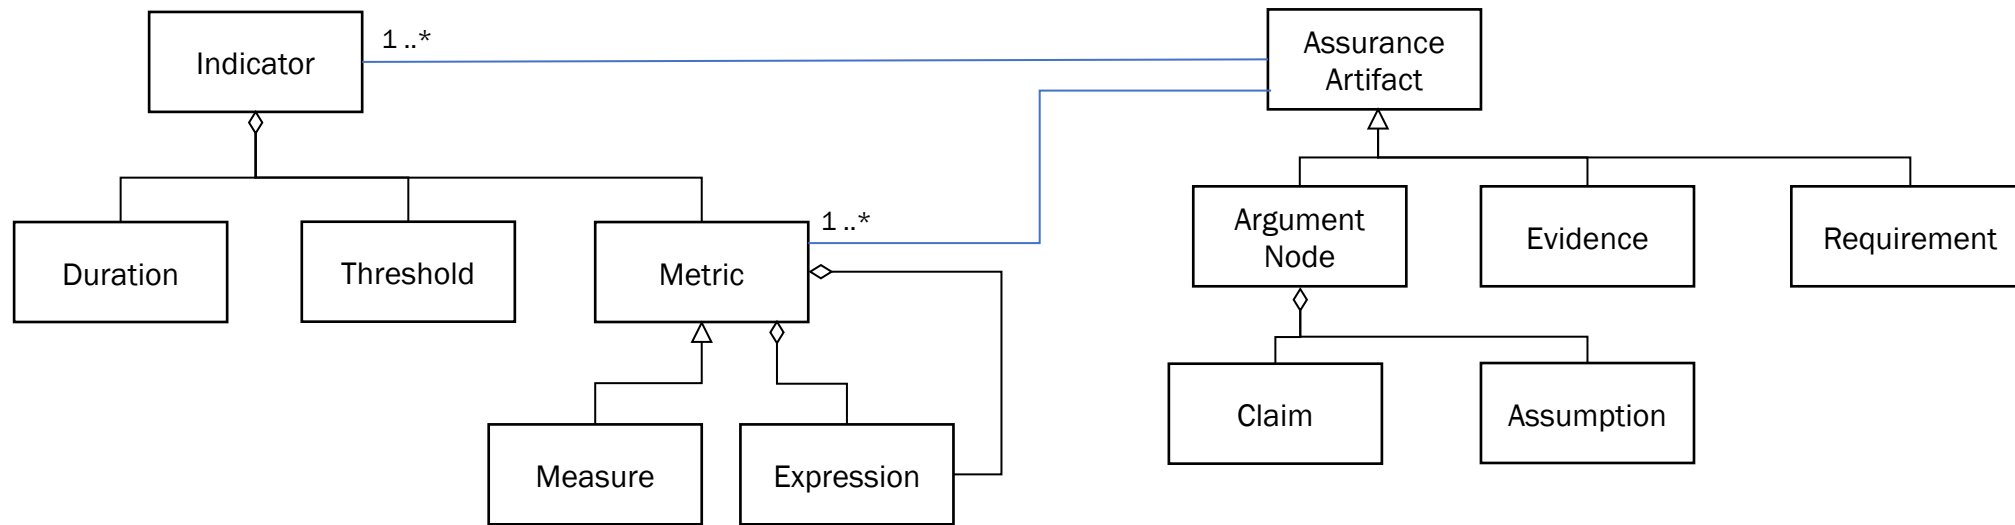 Indicator
1 ..*
Assurance
Artifact
Duration
Threshold
Metric
1 ..*
Argument
Node
Evidence
Requirement
Measure
Expression
Claim
Assumption